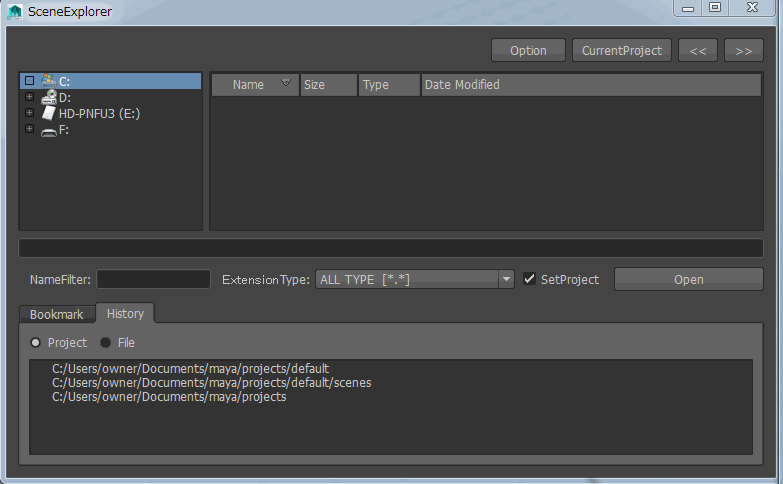 SceneExplorer
Option CurrentProject << >>
C:
D:
HD-PNFU3 (E:)
F:
Name Size Type Date Modified
NameFilter: ExtensionType: ALL TYPE [*.*] SetProject Open
Bookmark History
Project File
C:/Users/owner/Documents/maya/projects/default
C:/Users/owner/Documents/maya/projects/default/scenes
C:/Users/owner/Documents/maya/projects